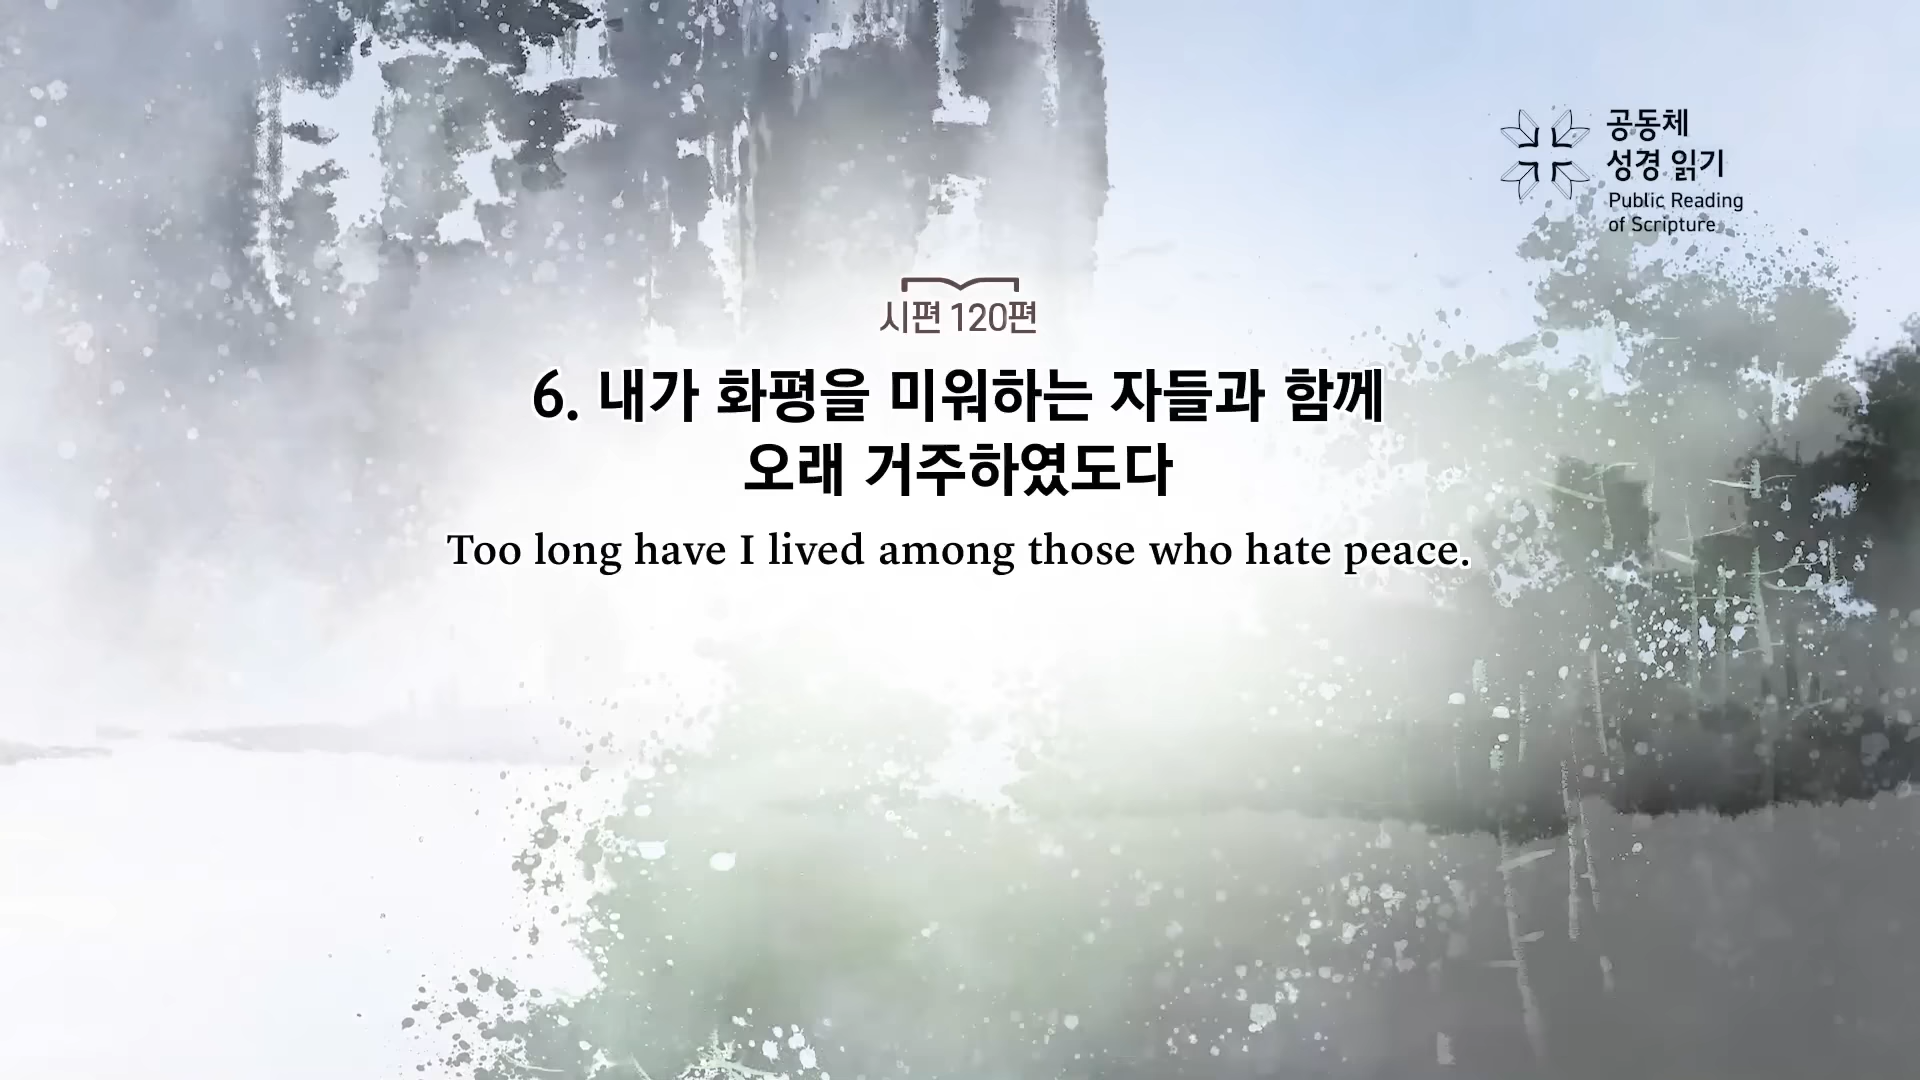 공동체
성경 읽기
Public Reading
of Scripture
시편 120편
6. 내가 화평을 미워하는 자들과 함께
오래 거주하였도다
Too long have I lived among those who hate peace.